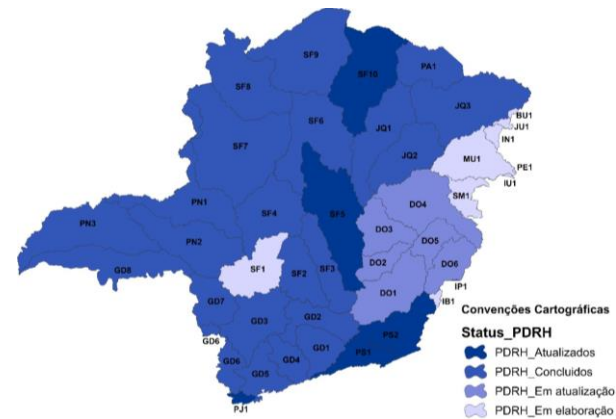 SF9
SF10
PA1
SF8
JQ3
BU1
JU1
SF6
JQ1
IN1
SF7
JQ2
MU1
PE1
IU1
SM1
PN1
SF4
SF5
DO4
PN3
DO3
PN2
DO5
SF1
SF2
SF3
DO2
DO6
GD8
IP1
DO1
IB1
GD7
GD2
GD3
PS2
GD6
GD1
PS1
GD6
GD4
GD5
PJ1
Convenções Cartográficas
Status_PDRH
PDRH_Atualizados
PDRH_Concluidos
PDRH_Em atualização
PDRH_Em elaboração